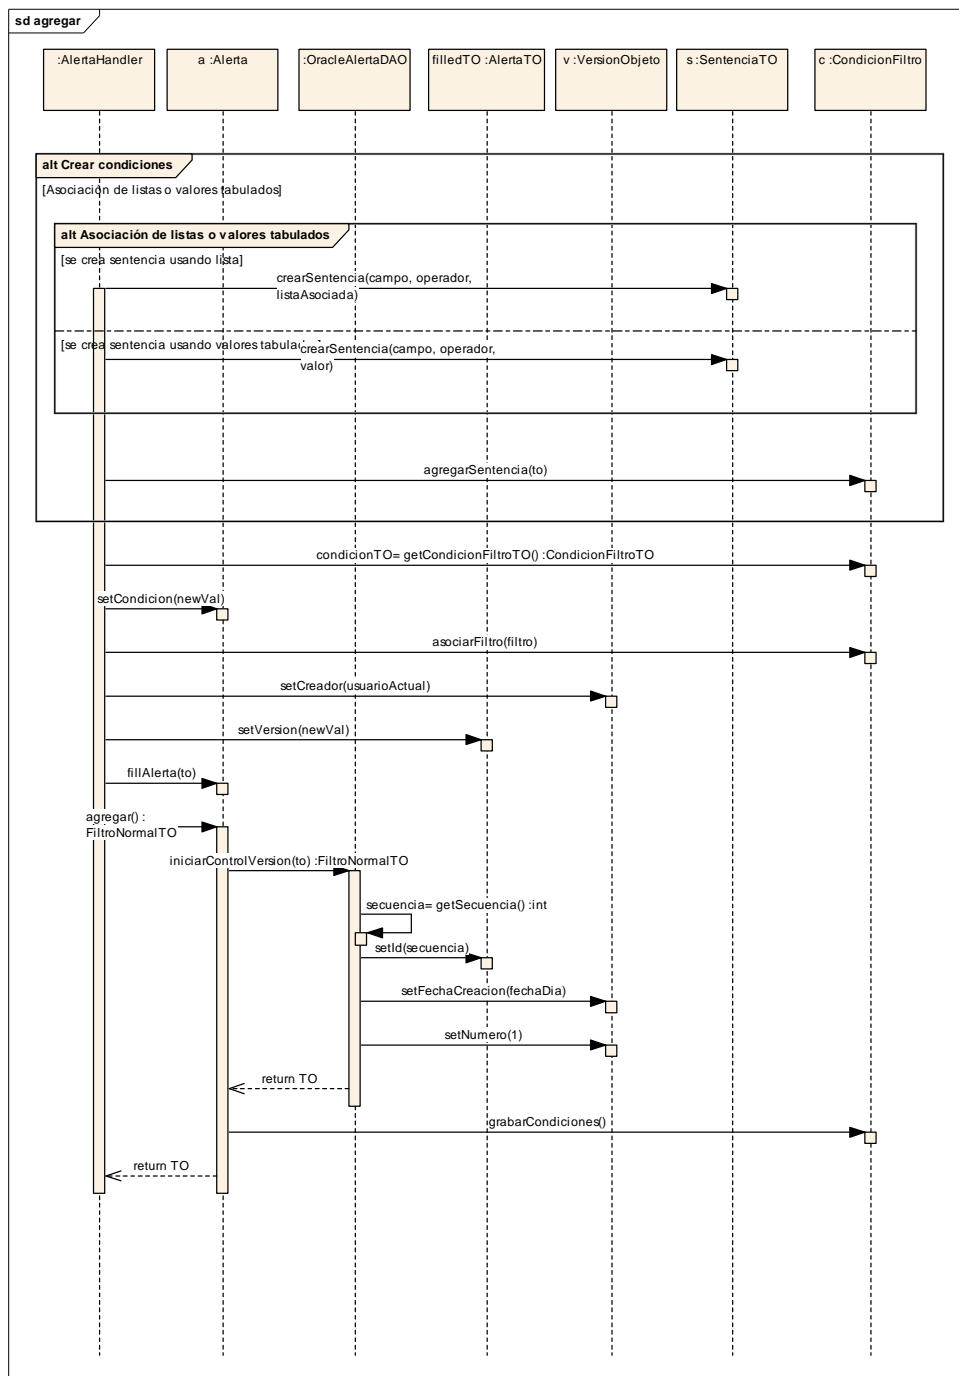 sd agregar
:AlertaHandler
a :Alerta
:OracleAlertaDAO
filledTO :AlertaTO
v :VersionObjeto
s :SentenciaTO
c :CondicionFiltro
alt Crear condiciones
[Asociación de listas o valores tabulados]
alt Asociación de listas o valores tabulados
[se crea sentencia usando lista]
crearSentencia(campo, operador,
listaAsociada)
[se crea sentencia usando valores
crearSentencia(campo, operador,
valor)
agregarSentencia(to)
condicionTO= getCondicionFiltroTO() :CondicionFiltroTO
setCondicion(newVal)
asociarFiltro(filtro)
setCreador(usuarioActual)
setVersion(newVal)
fillAlerta(to)
agregar() :
FiltroNormalTO
iniciarControlVersion(to) :FiltroNormalTO
secuencia= getSecuencia() :int
setId(secuencia)
setFechaCreacion(fechaDia)
setNumero(1)
return TO
grabarCondiciones()
return TO